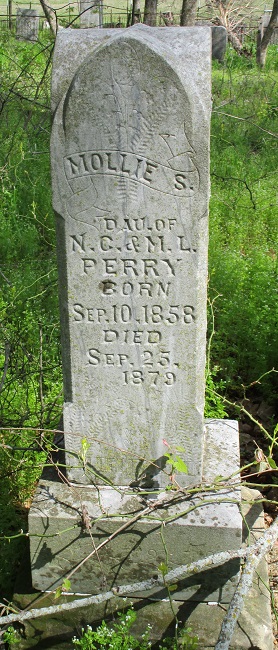 MOLLIE S.
DAU. OF
N. C. & M. L.
PERRY
BORN
SEP. 10. 1858
DIED
SEP. 25.
1879